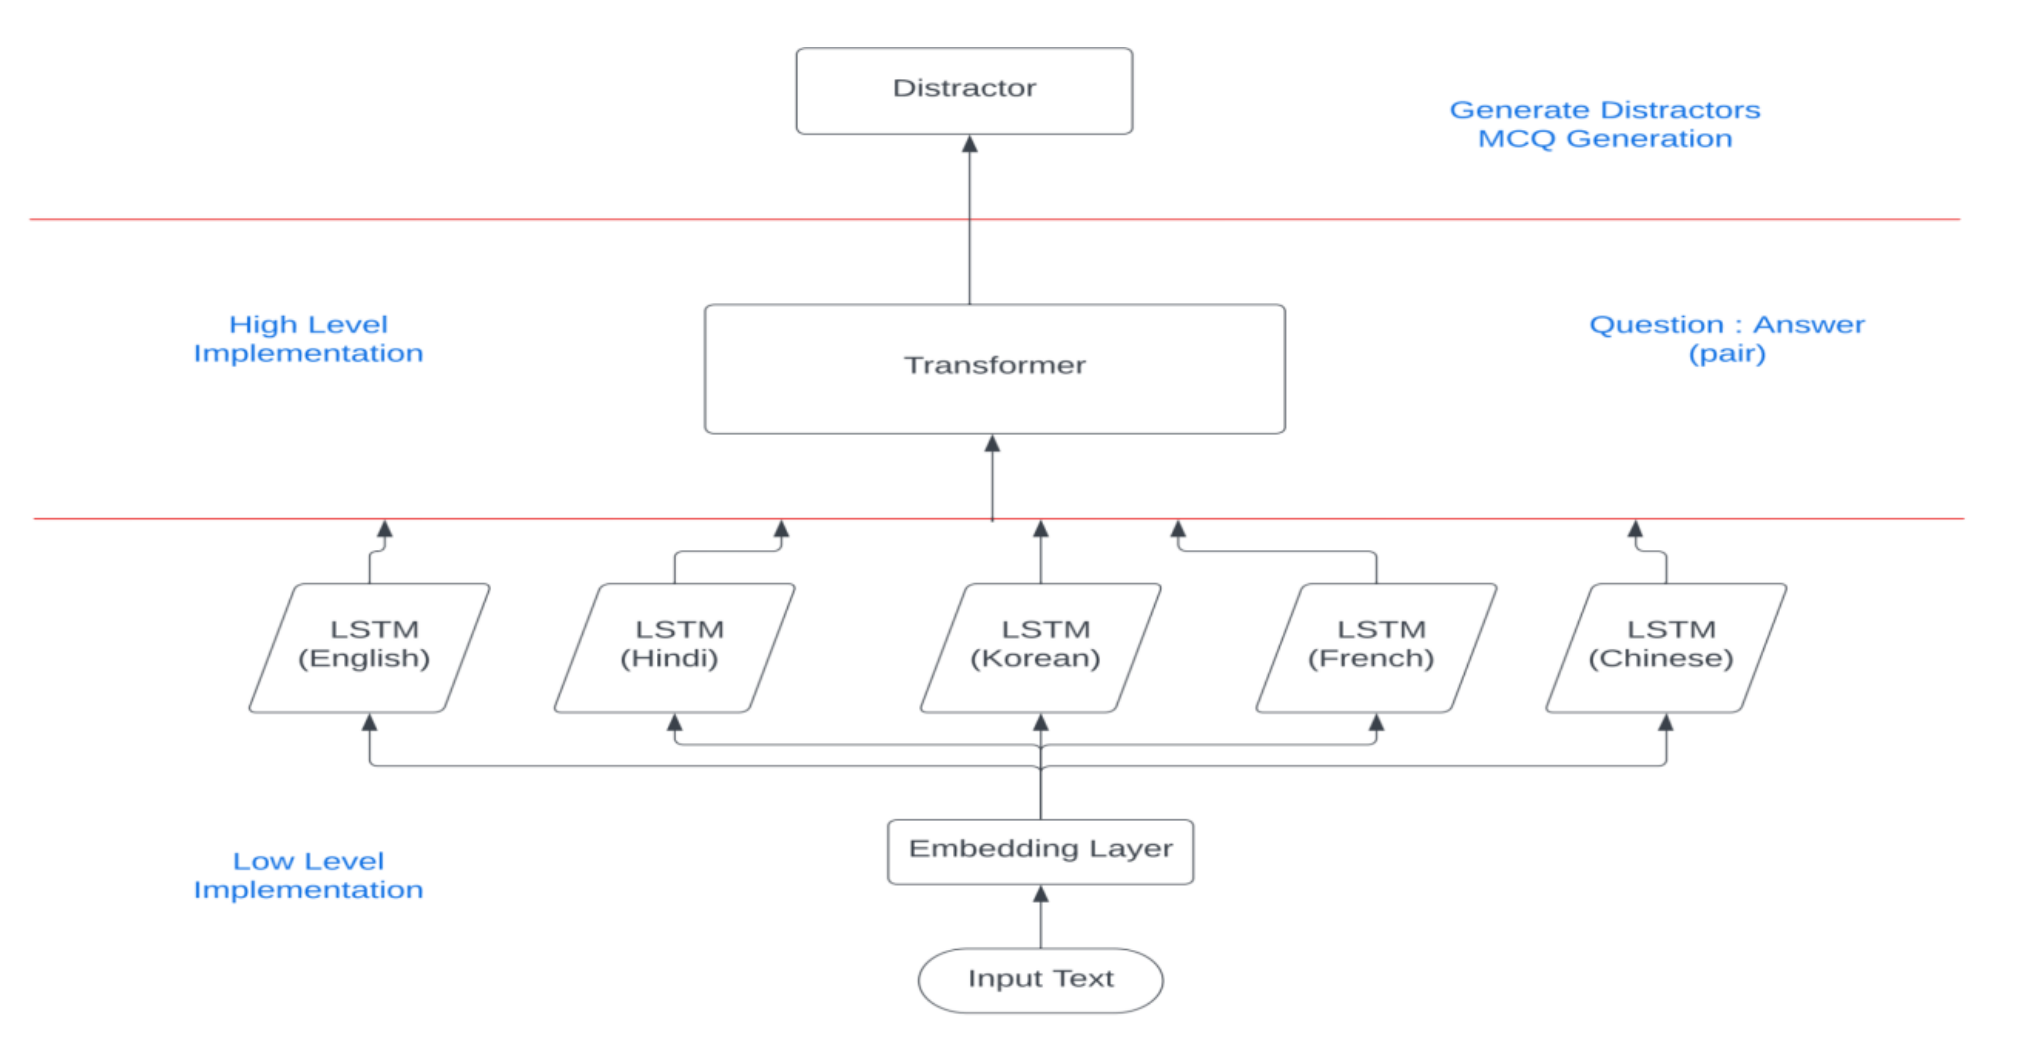 Distractor
Generate Distractors
MCQ Generation
High Level
Implementation
Transformer
Question : Answer
(pair)
LSTM
(English)
LSTM
(Hindi)
LSTM
(Korean)
LSTM
(French)
LSTM
(Chinese)
Low Level
Implementation
Embedding Layer
Input Text